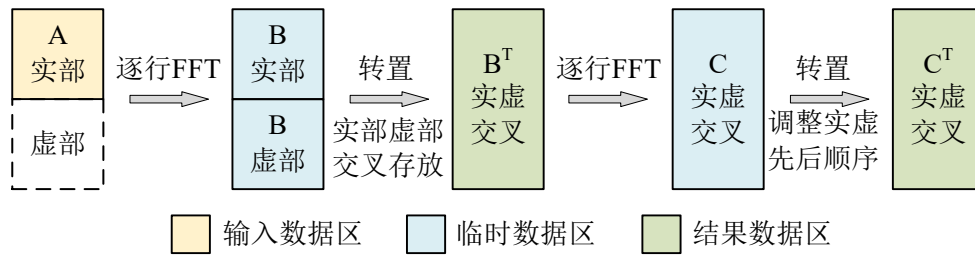 A
实部
虚部
逐行FFT
B
实部
B
虚部
转置
实部虚部
交叉存放
Bᵀ
实虚
交叉
逐行FFT
C
实虚
交叉
转置
调整实虚
先后顺序
Cᵀ
实虚
交叉
输入数据区
临时数据区
结果数据区